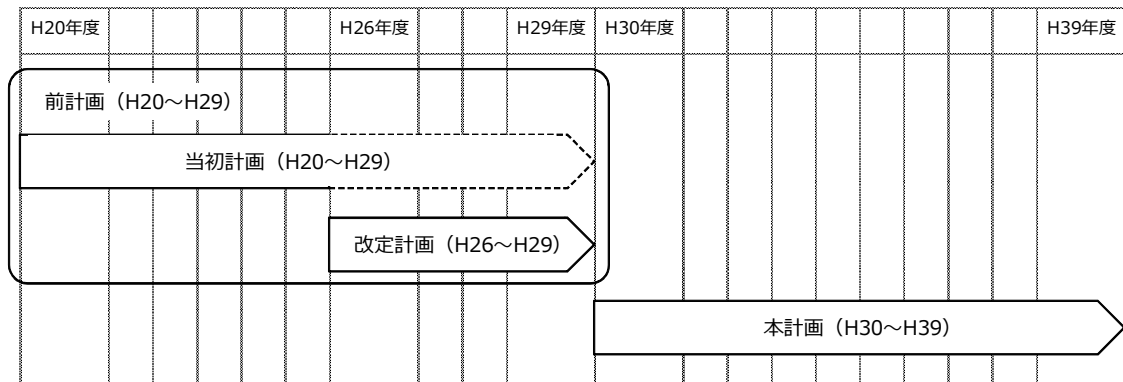 H20年度 H26年度 H29年度 H30年度 H39年度
前計画（H20～H29）
当初計画（H20～H29）
改定計画（H26～H29）
本計画（H30～H39）